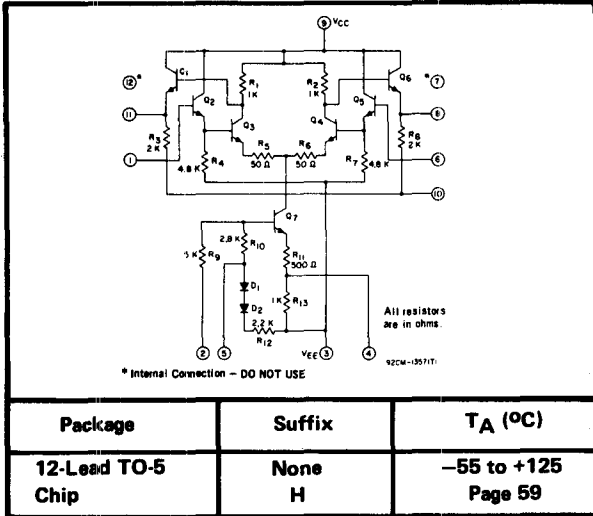 9 VCC
12* Q1 Q6 *7
R1 1K R2 1K
Q2 Q5
11 8
R3 2K Q3 Q4 R8 2K
R5 50 Ω R6 50 Ω
1 6
4.8K R4 R7 4.8K
10
Q7
2.8K R10
5K R9
R11 500 Ω
D1
1K R13
D2
All resistors
are in ohms.
2.2K
R12
2 5 VEE 3 4
92CM-13571T1
* Internal Connection – DO NOT USE
Package Suffix TA (°C)
12-Lead TO-5 None –55 to +125
Chip H Page 59